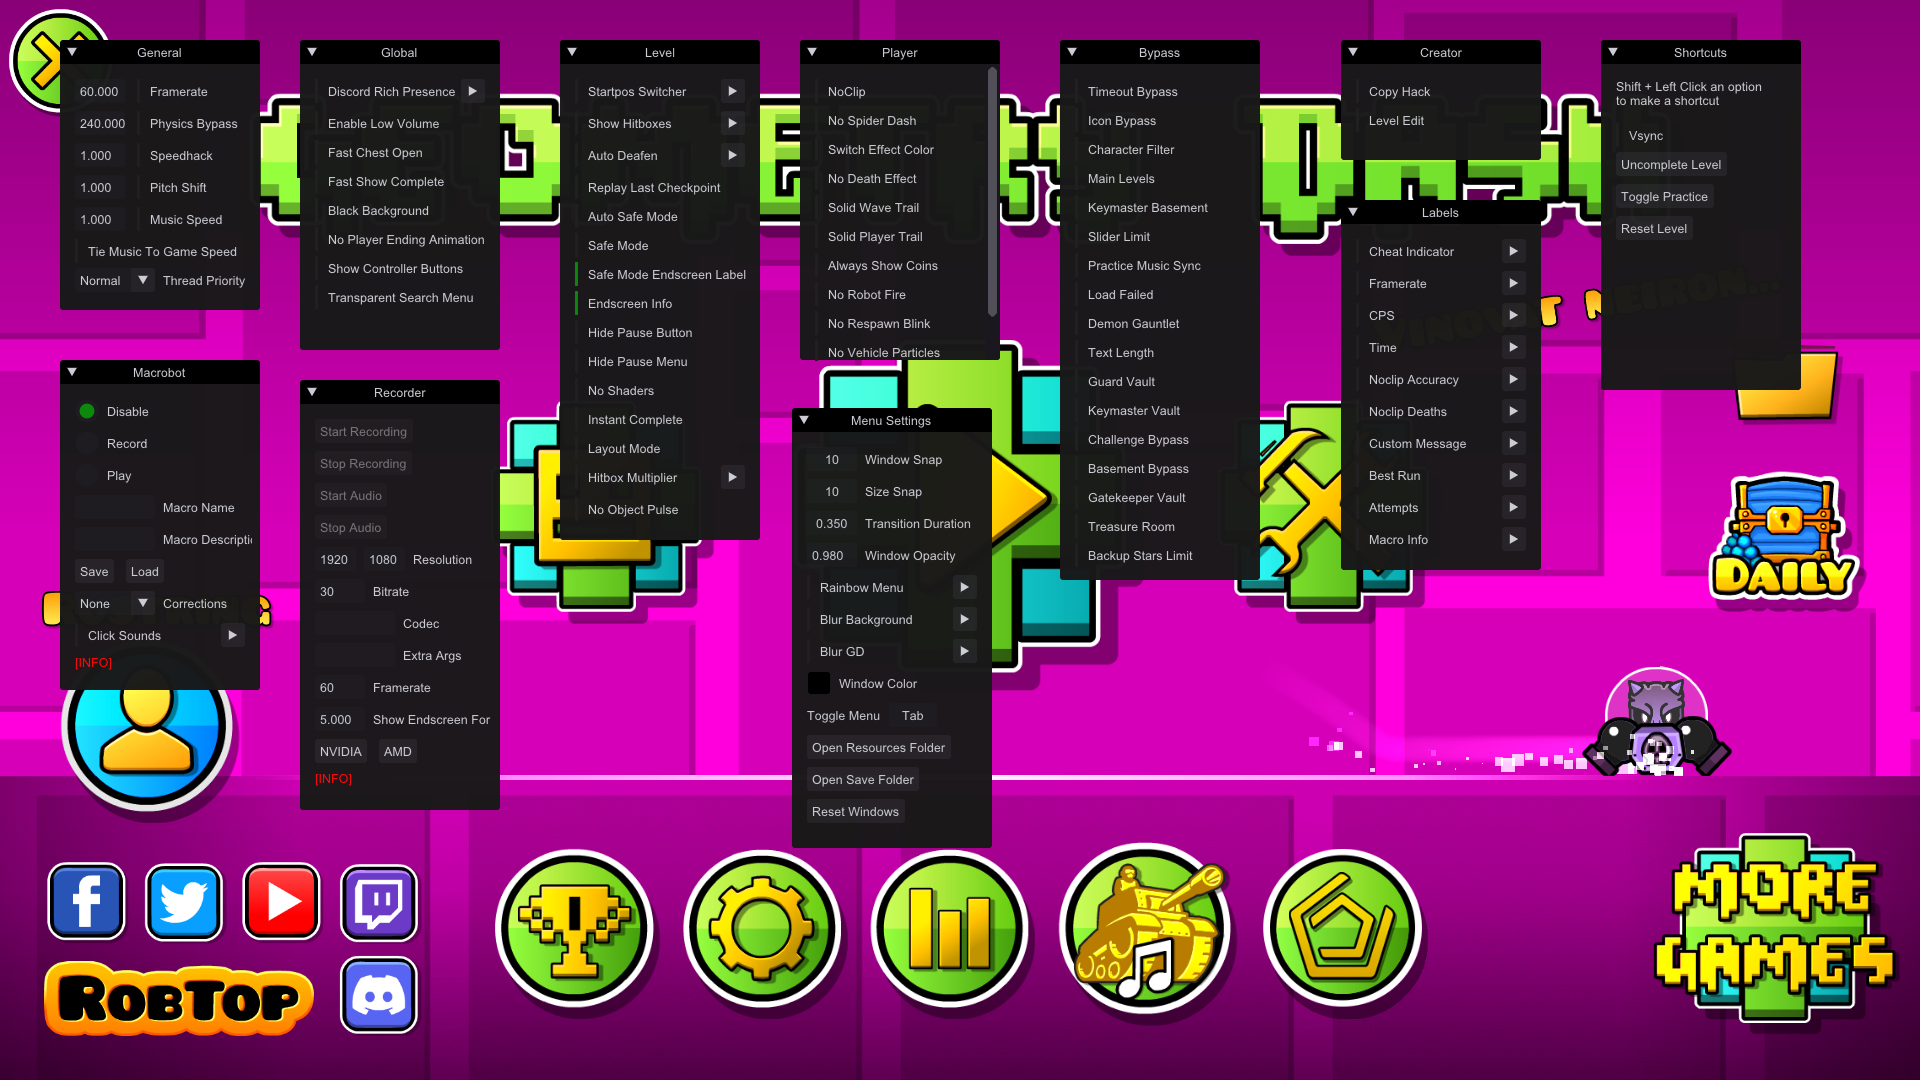 General
60.000 Framerate
240.000 Physics Bypass
1.000 Speedhack
1.000 Pitch Shift
1.000 Music Speed
Tie Music To Game Speed
Normal Thread Priority
Macrobot
Disable
Record
Play
Macro Name
Macro Descripti
Save Load
None Corrections
Click Sounds
[INFO]
Global
Discord Rich Presence
Enable Low Volume
Fast Chest Open
Fast Show Complete
Black Background
No Player Ending Animation
Show Controller Buttons
Transparent Search Menu
Recorder
Start Recording
Stop Recording
Start Audio
Stop Audio
1920 1080 Resolution
30 Bitrate
Codec
Extra Args
60 Framerate
5.000 Show Endscreen For
NVIDIA AMD
[INFO]
Level
Startpos Switcher
Show Hitboxes
Auto Deafen
Replay Last Checkpoint
Auto Safe Mode
Safe Mode
Safe Mode Endscreen Label
Endscreen Info
Hide Pause Button
Hide Pause Menu
No Shaders
Instant Complete
Layout Mode
Hitbox Multiplier
No Object Pulse
Player
NoClip
No Spider Dash
Switch Effect Color
No Death Effect
Solid Wave Trail
Solid Player Trail
Always Show Coins
No Robot Fire
No Respawn Blink
No Vehicle Particles
Menu Settings
10 Window Snap
10 Size Snap
0.350 Transition Duration
0.980 Window Opacity
Rainbow Menu
Blur Background
Blur GD
Window Color
Toggle Menu Tab
Open Resources Folder
Open Save Folder
Reset Windows
Bypass
Timeout Bypass
Icon Bypass
Character Filter
Main Levels
Keymaster Basement
Slider Limit
Practice Music Sync
Load Failed
Demon Gauntlet
Text Length
Guard Vault
Keymaster Vault
Challenge Bypass
Basement Bypass
Gatekeeper Vault
Treasure Room
Backup Stars Limit
Creator
Copy Hack
Level Edit
Labels
Cheat Indicator
Framerate
CPS
Time
Noclip Accuracy
Noclip Deaths
Custom Message
Best Run
Attempts
Macro Info
Shortcuts
Shift + Left Click an option
to make a shortcut
Vsync
Uncomplete Level
Toggle Practice
Reset Level
DAILY
ROBTOP
MORE
GAMES